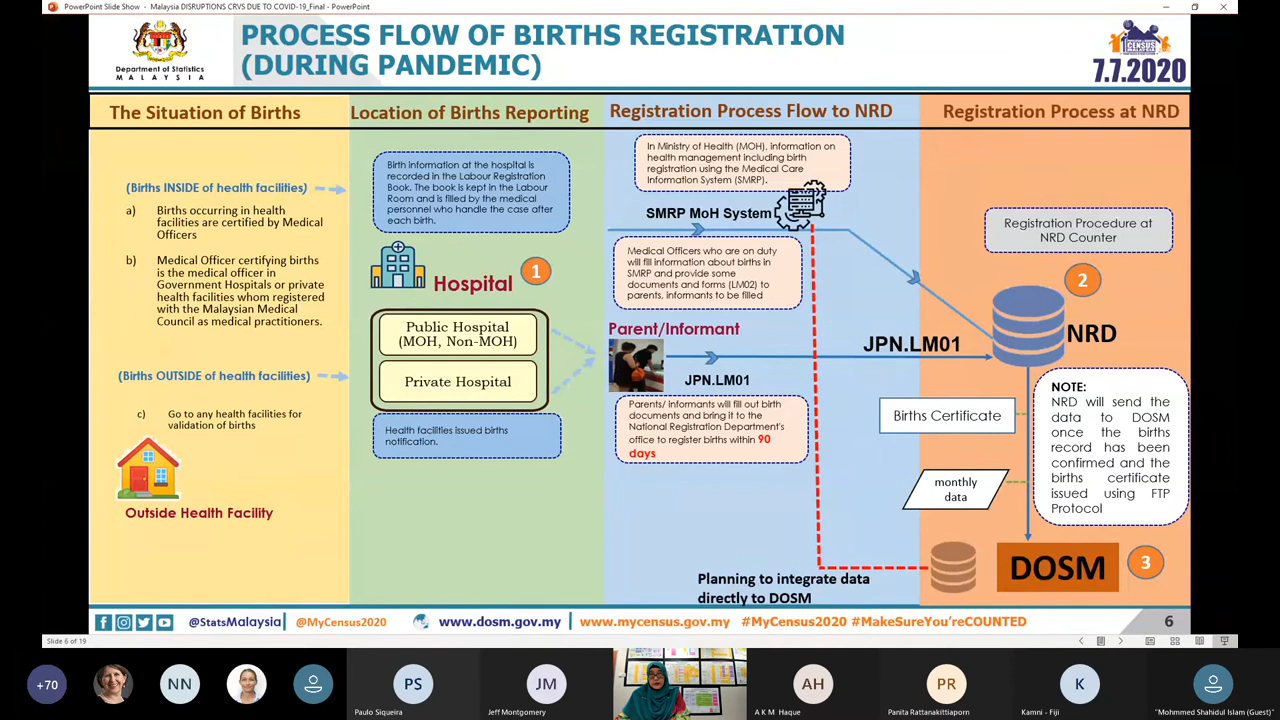 PowerPoint Slide Show - Malaysia DISRUPTIONS CRVS DUE TO COVID-19_Final - PowerPoint
Department of Statistics
MALAYSIA
PROCESS FLOW OF BIRTHS REGISTRATION
(DURING PANDEMIC)
CENSUS
7.7.2020
The Situation of Births
Location of Births Reporting
Registration Process Flow to NRD
Registration Process at NRD
(Births INSIDE of health facilities)
a) Births occurring in health
facilities are certified by Medical
Officers
b) Medical Officer certifying births
is the medical officer in
Government Hospitals or private
health facilities whom registered
with the Malaysian Medical
Council as medical practitioners.
(Births OUTSIDE of health facilities)
c) Go to any health facilities for
validation of births
Outside Health Facility
Birth information at the hospital is
recorded in the Labour Registration
Book. The book is kept in the Labour
Room and is filled by the medical
personnel who handle the case after
each birth.
Hospital
1
Public Hospital
(MOH, Non-MOH)
Private Hospital
Health facilities issued births
notification.
In Ministry of Health (MOH), information on
health management including birth
registration using the Medical Care
Information System (SMRP).
SMRP MoH System
Medical Officers who are on duty
will fill information about births in
SMRP and provide some
documents and forms (LM02) to
parents, informants to be filled
Parent/Informant
JPN.LM01
JPN.LM01
Parents/ informants will fill out birth
documents and bring it to the
National Registration Department's
office to register births within 90
days
Planning to integrate data
directly to DOSM
Registration Procedure at
NRD Counter
2
NRD
Births Certificate
monthly
data
NOTE:
NRD will send the
data to DOSM
once the births
record has been
confirmed and the
births certificate
issued using FTP
Protocol
DOSM
3
@StatsMalaysia
@MyCensus2020
www.dosm.gov.my
www.mycensus.gov.my
#MyCensus2020 #MakeSureYou'reCOUNTED
6
Slide 6 of 19
+70
NN
PS
Paulo Siqueira
JM
Jeff Montgomery
AH
A K M Haque
PR
Panita Rattanakittiaporn
K
Kamni - Fiji
"Mohmmed Shahidul Islam (Guest)"